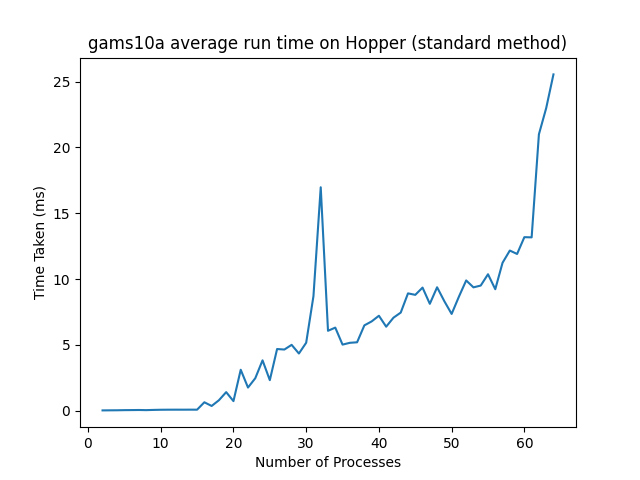 gams10a average run time on Hopper (standard method)
Time Taken (ms)
25
20
15
10
5
0
0 10 20 30 40 50 60
Number of Processes